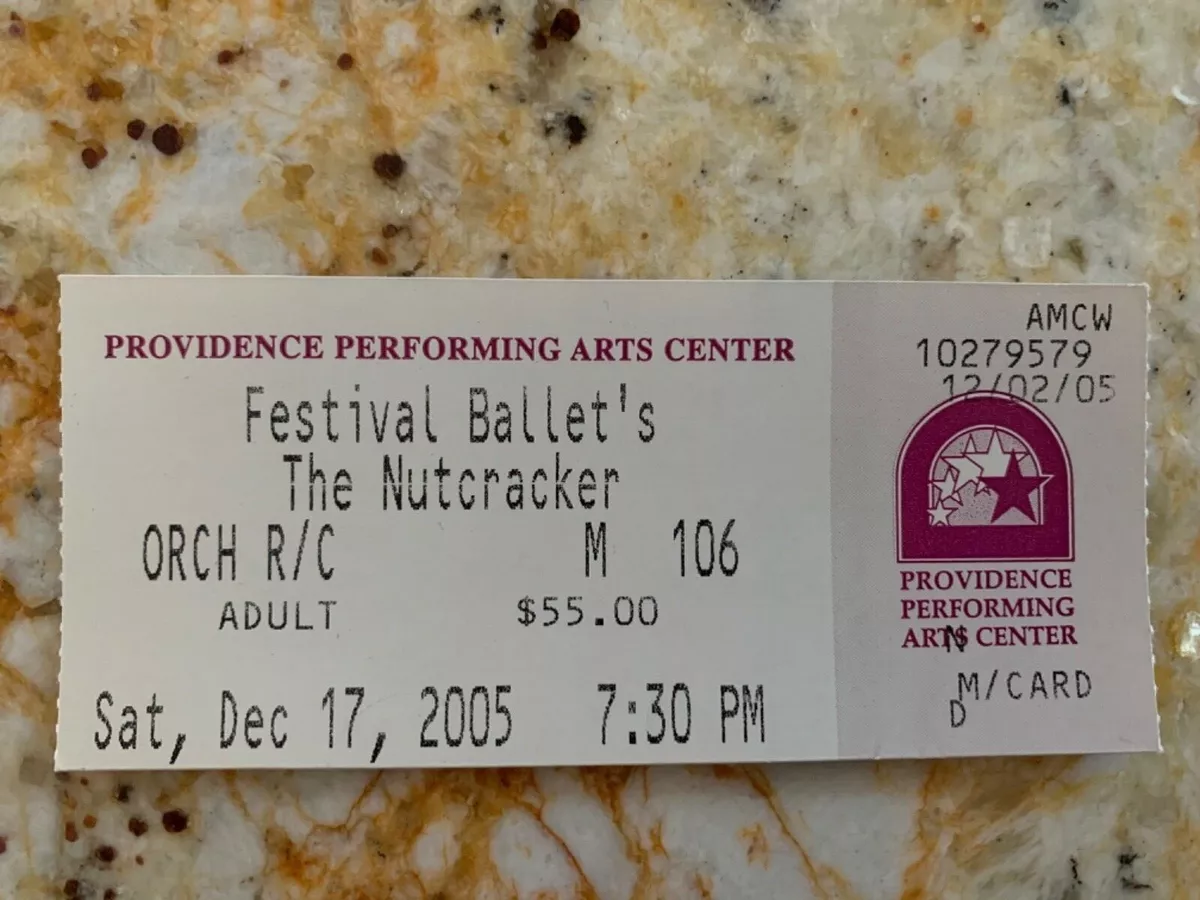 PROVIDENCE PERFORMING ARTS CENTER
Festival Ballet's
The Nutcracker
ORCH R/C M 106
ADULT $55.00
Sat, Dec 17, 2005 7:30 PM
AMCW
10279579
12/02/05
PROVIDENCE
PERFORMING
ARTS CENTER
N
M/CARD
D